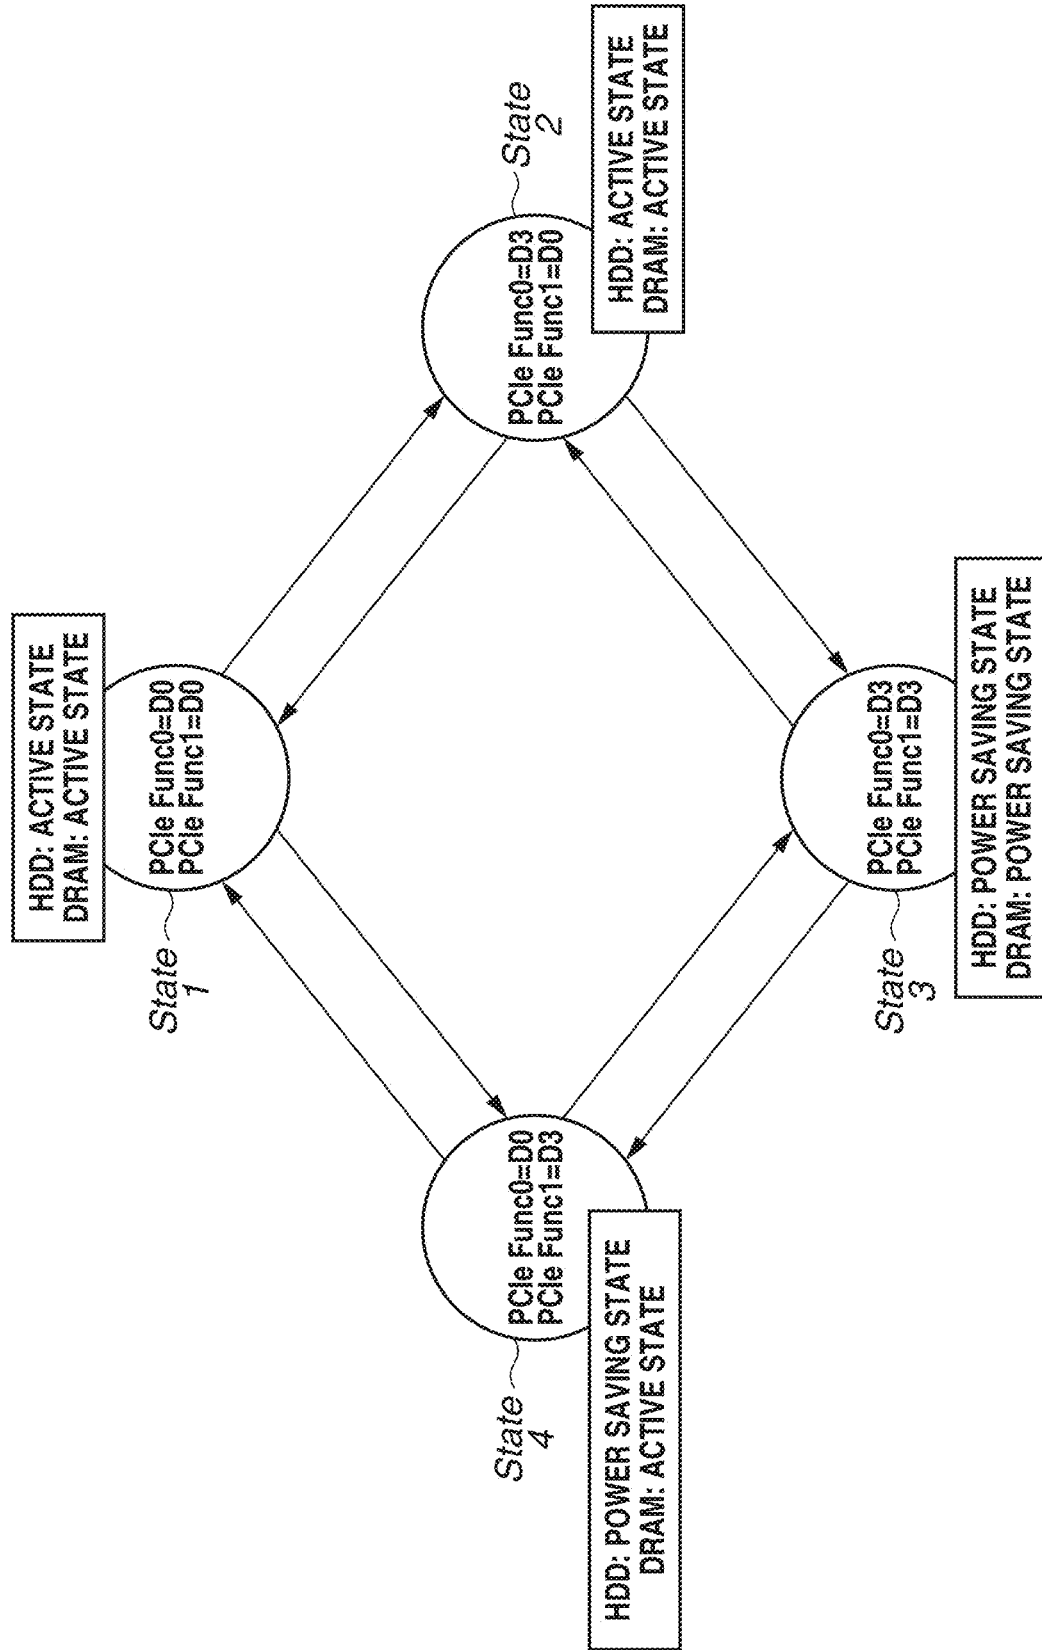 HDD: ACTIVE STATE
DRAM: ACTIVE STATE
PCIe Func0=D0
PCIe Func1=D0
State
1
State
2
PCIe Func0=D3
PCIe Func1=D0
HDD: ACTIVE STATE
DRAM: ACTIVE STATE
State
3
PCIe Func0=D3
PCIe Func1=D3
HDD: POWER SAVING STATE
DRAM: POWER SAVING STATE
State
4
PCIe Func0=D0
PCIe Func1=D3
HDD: POWER SAVING STATE
DRAM: ACTIVE STATE